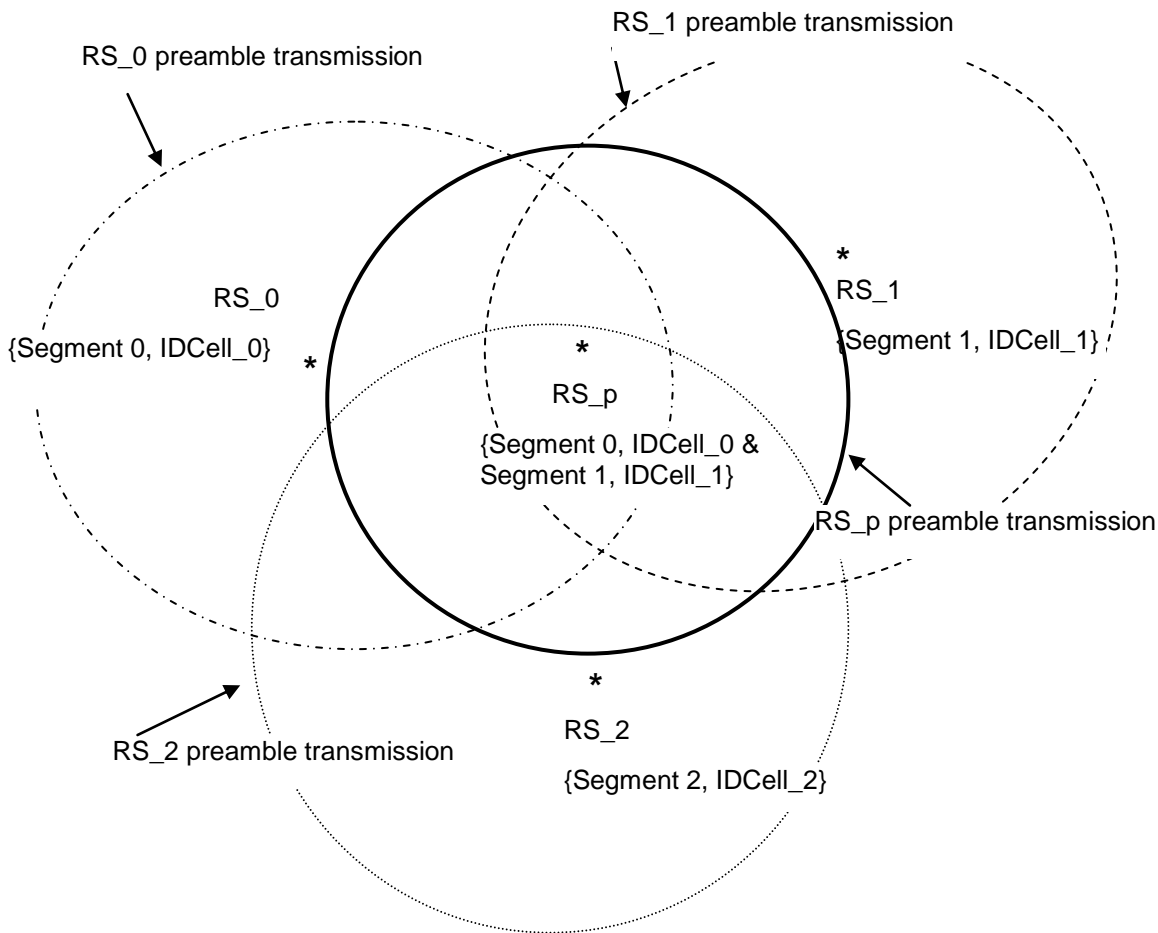 RS_1 preamble transmission
RS_0 preamble transmission
*
RS_0
RS_1
{Segment 0, IDCell_0}
*
{Segment 1, IDCell_1}
*
RS_p
{Segment 0, IDCell_0 &
Segment 1, IDCell_1}
RS_p preamble transmission
*
RS_2
RS_2 preamble transmission
{Segment 2, IDCell_2}